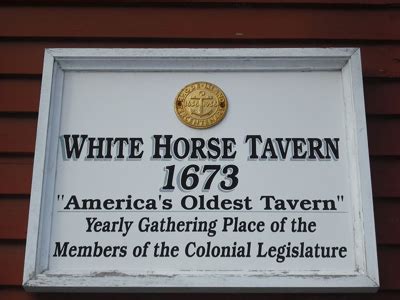 WHITE HORSE TAVERN
1673
"America's Oldest Tavern"
Yearly Gathering Place of the
Members of the Colonial Legislature